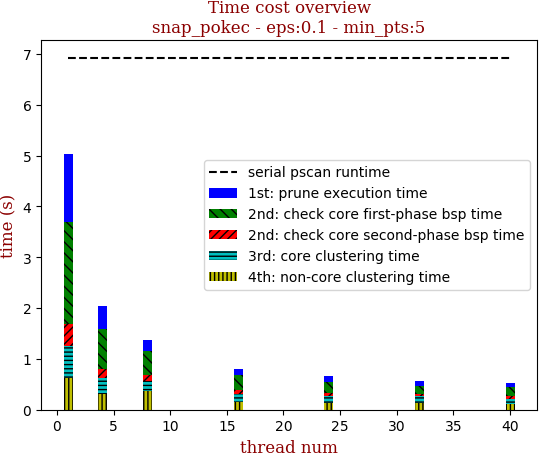 Time cost overview
snap_pokec - eps:0.1 - min_pts:5
time (s)
7
6
5
4
3
2
1
0
serial pscan runtime
1st: prune execution time
2nd: check core first-phase bsp time
2nd: check core second-phase bsp time
3rd: core clustering time
4th: non-core clustering time
0 5 10 15 20 25 30 35 40
thread num